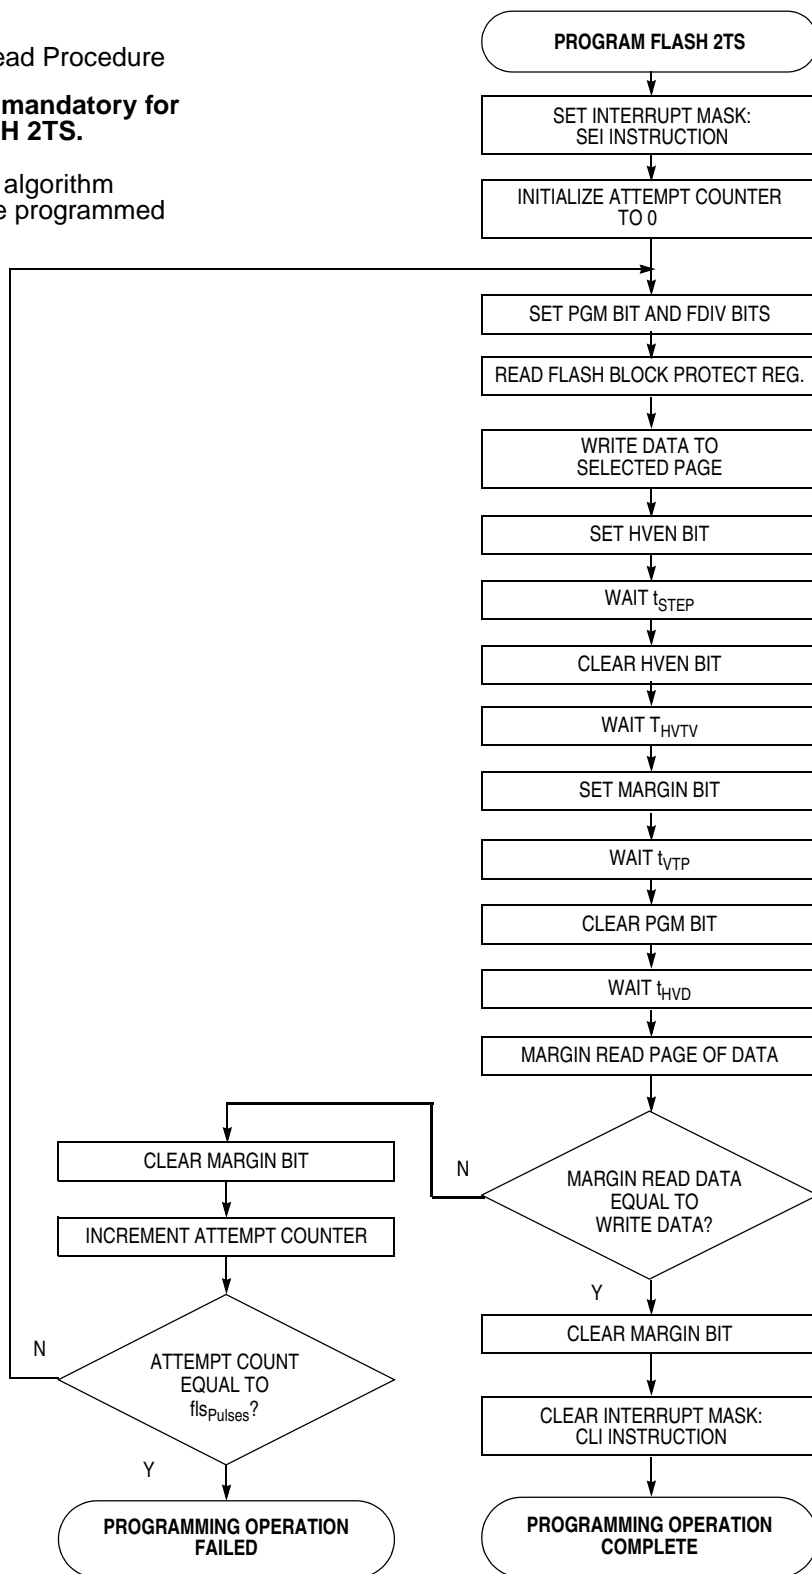 ead Procedure
mandatory for
H 2TS.
algorithm
e programmed
PROGRAM FLASH 2TS
SET INTERRUPT MASK:
SEI INSTRUCTION
INITIALIZE ATTEMPT COUNTER
TO 0
SET PGM BIT AND FDIV BITS
READ FLASH BLOCK PROTECT REG.
WRITE DATA TO
SELECTED PAGE
SET HVEN BIT
WAIT tSTEP
CLEAR HVEN BIT
WAIT THVTV
SET MARGIN BIT
WAIT tVTP
CLEAR PGM BIT
WAIT tHVD
MARGIN READ PAGE OF DATA
MARGIN READ DATA
EQUAL TO
WRITE DATA?
N
Y
CLEAR MARGIN BIT
INCREMENT ATTEMPT COUNTER
ATTEMPT COUNT
EQUAL TO
flsPulses?
N
Y
PROGRAMMING OPERATION
FAILED
CLEAR MARGIN BIT
CLEAR INTERRUPT MASK:
CLI INSTRUCTION
PROGRAMMING OPERATION
COMPLETE